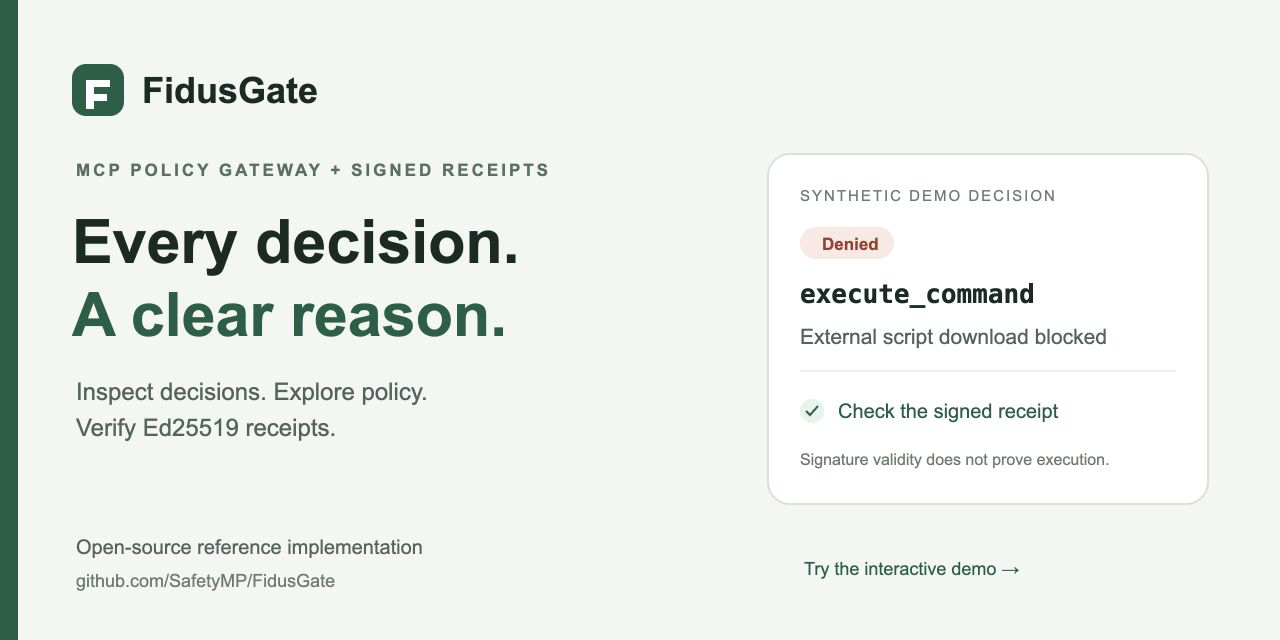 FidusGate
MCP POLICY GATEWAY + SIGNED RECEIPTS
Every decision.
A clear reason.
Inspect decisions. Explore policy.
Verify Ed25519 receipts.
Open-source reference implementation
github.com/SafetyMP/FidusGate
SYNTHETIC DEMO DECISION
Denied
execute_command
External script download blocked
Check the signed receipt
Signature validity does not prove execution.
Try the interactive demo →